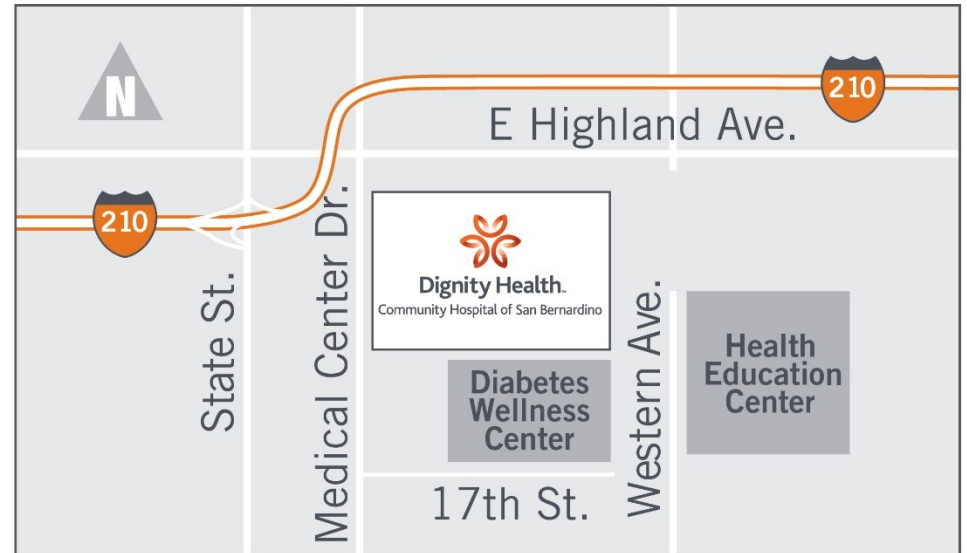 N
210
E Highland Ave.
210
State St.
Medical Center Dr.
Dignity Health™
Community Hospital of San Bernardino
Western Ave.
Health
Education
Center
Diabetes
Wellness
Center
17th St.